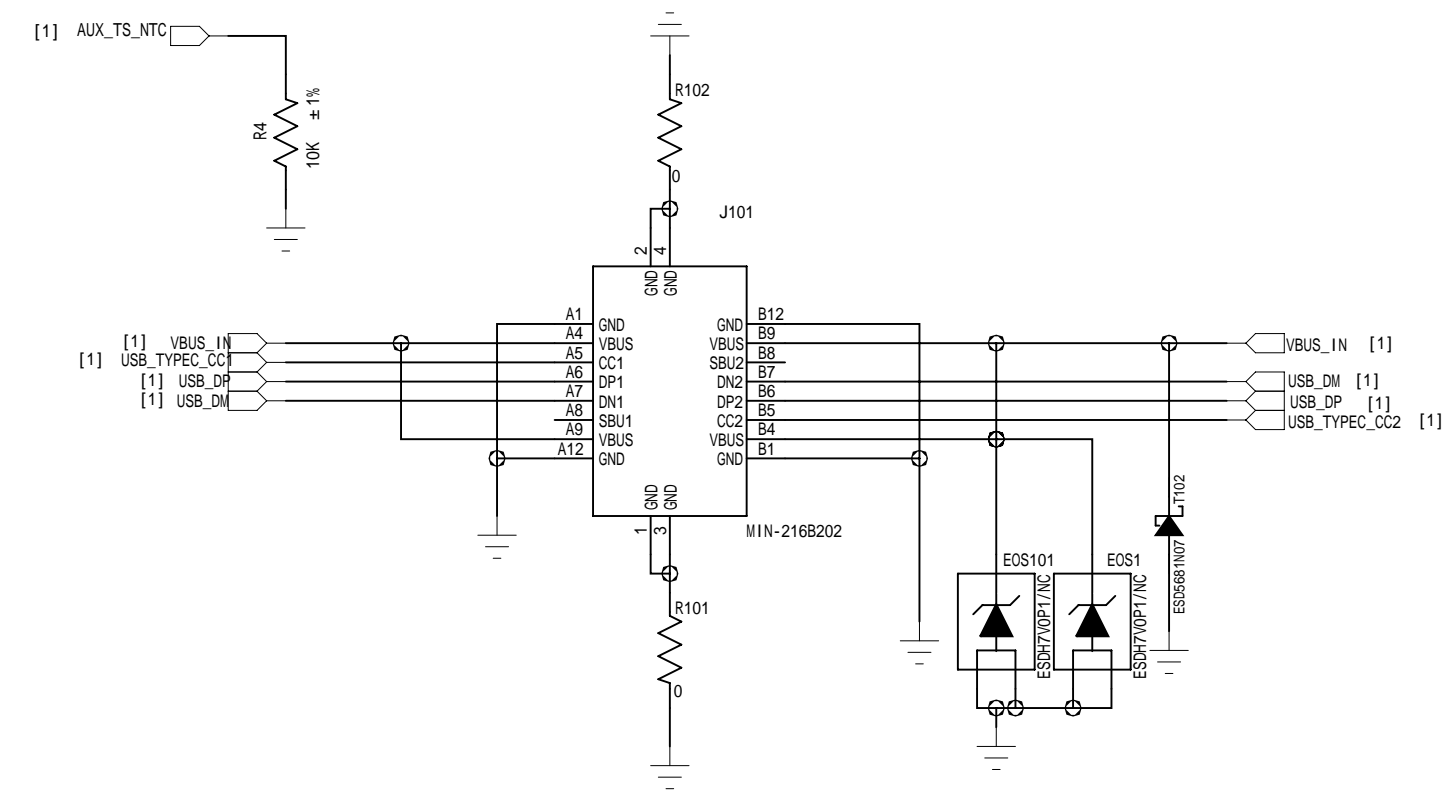 [1] AUX_TS_NTC
R4
10K ±1%
R102
0
J101
2 4
GND GND
A1 GND
A4 VBUS
A5 CC1
A6 DP1
A7 DN1
A8 SBU1
A9 VBUS
A12 GND
GND B12
VBUS B9
SBU2 B8
DN2 B7
DP2 B6
CC2 B5
VBUS B4
GND B1
[1] VBUS_IN
[1] USB_TYPEC_CC1
[1] USB_DP
[1] USB_DM
VBUS_IN [1]
USB_DM [1]
USB_DP [1]
USB_TYPEC_CC2 [1]
GND GND
1 3
MIN-216B202
R101
0
EOS101
ESDH7V0P1/NC
EOS1
ESDH7V0P1/NC
T102
ESD5681N07